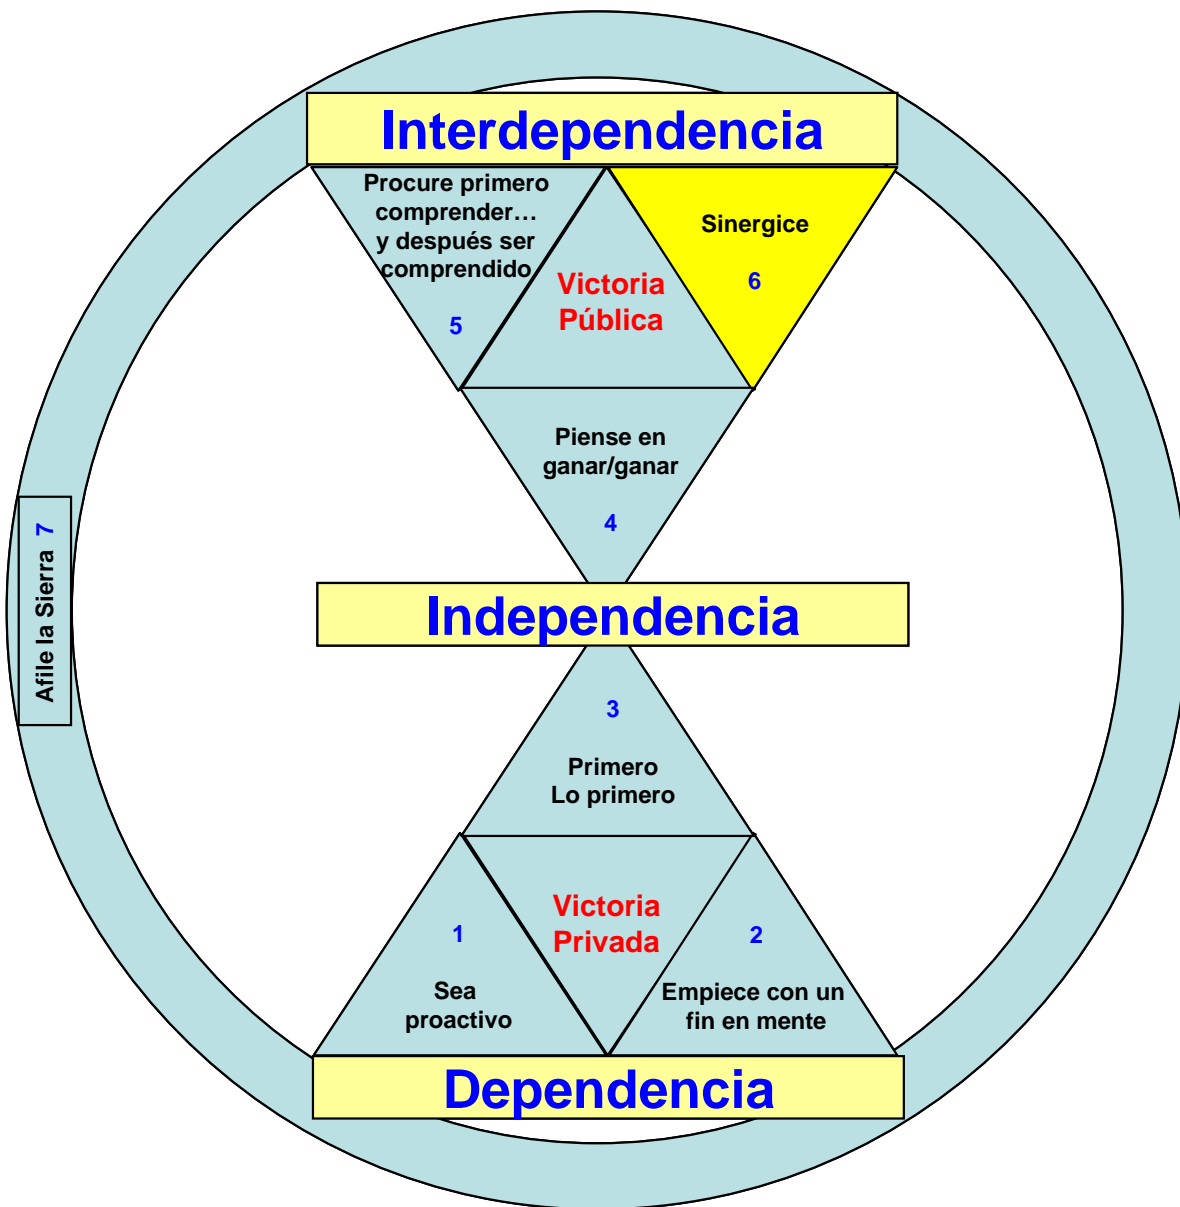 Interdependencia
Procure primero
comprender…
y después ser
comprendido
5
Victoria
Pública
Sinergice
6
Piense en
ganar/ganar
4
Afile la Sierra 7
Independencia
3
Primero
Lo primero
1
Sea
proactivo
Victoria
Privada
2
Empiece con un
fin en mente
Dependencia